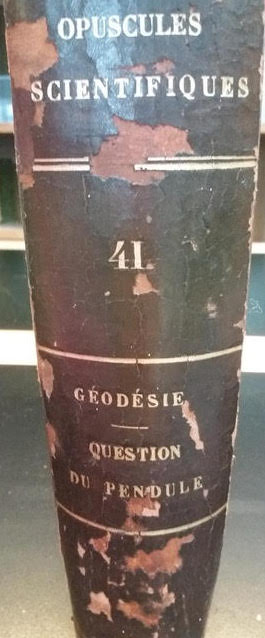 OPUSCULES
SCIENTIFIQUES
41
GÉODÉSIE
QUESTION
DU PENDULE